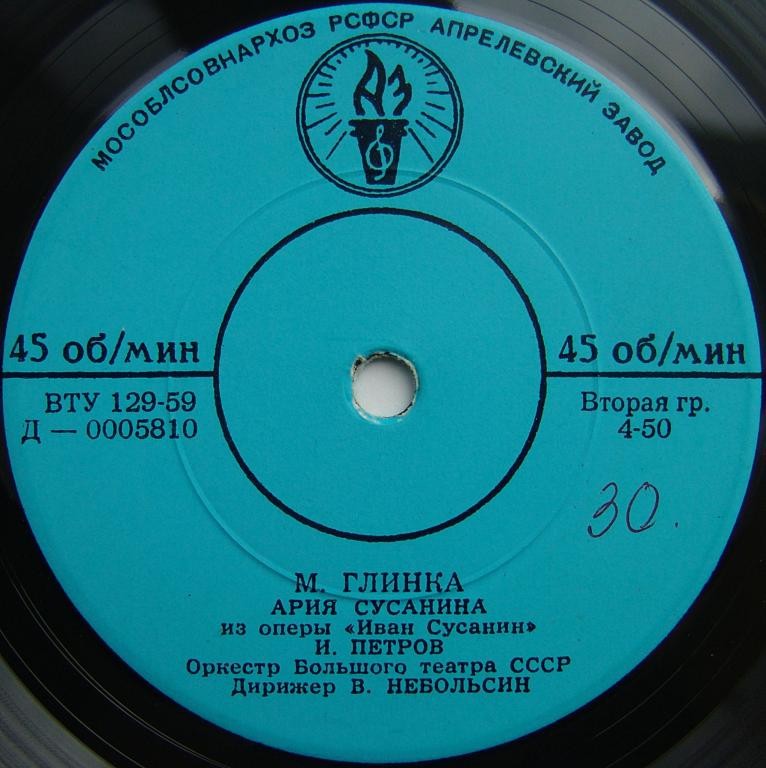 МОСОБЛСОВНАРХОЗ РСФСР АПРЕЛЕВСКИЙ ЗАВОД
АЗ
45 об/мин
45 об/мин
ВТУ 129-59
Д — 0005810
Вторая гр.
4-50
30.
М. ГЛИНКА
АРИЯ СУСАНИНА
из оперы «Иван Сусанин»
И. ПЕТРОВ
Оркестр Большого театра СССР
Дирижер В. НЕБОЛЬСИН